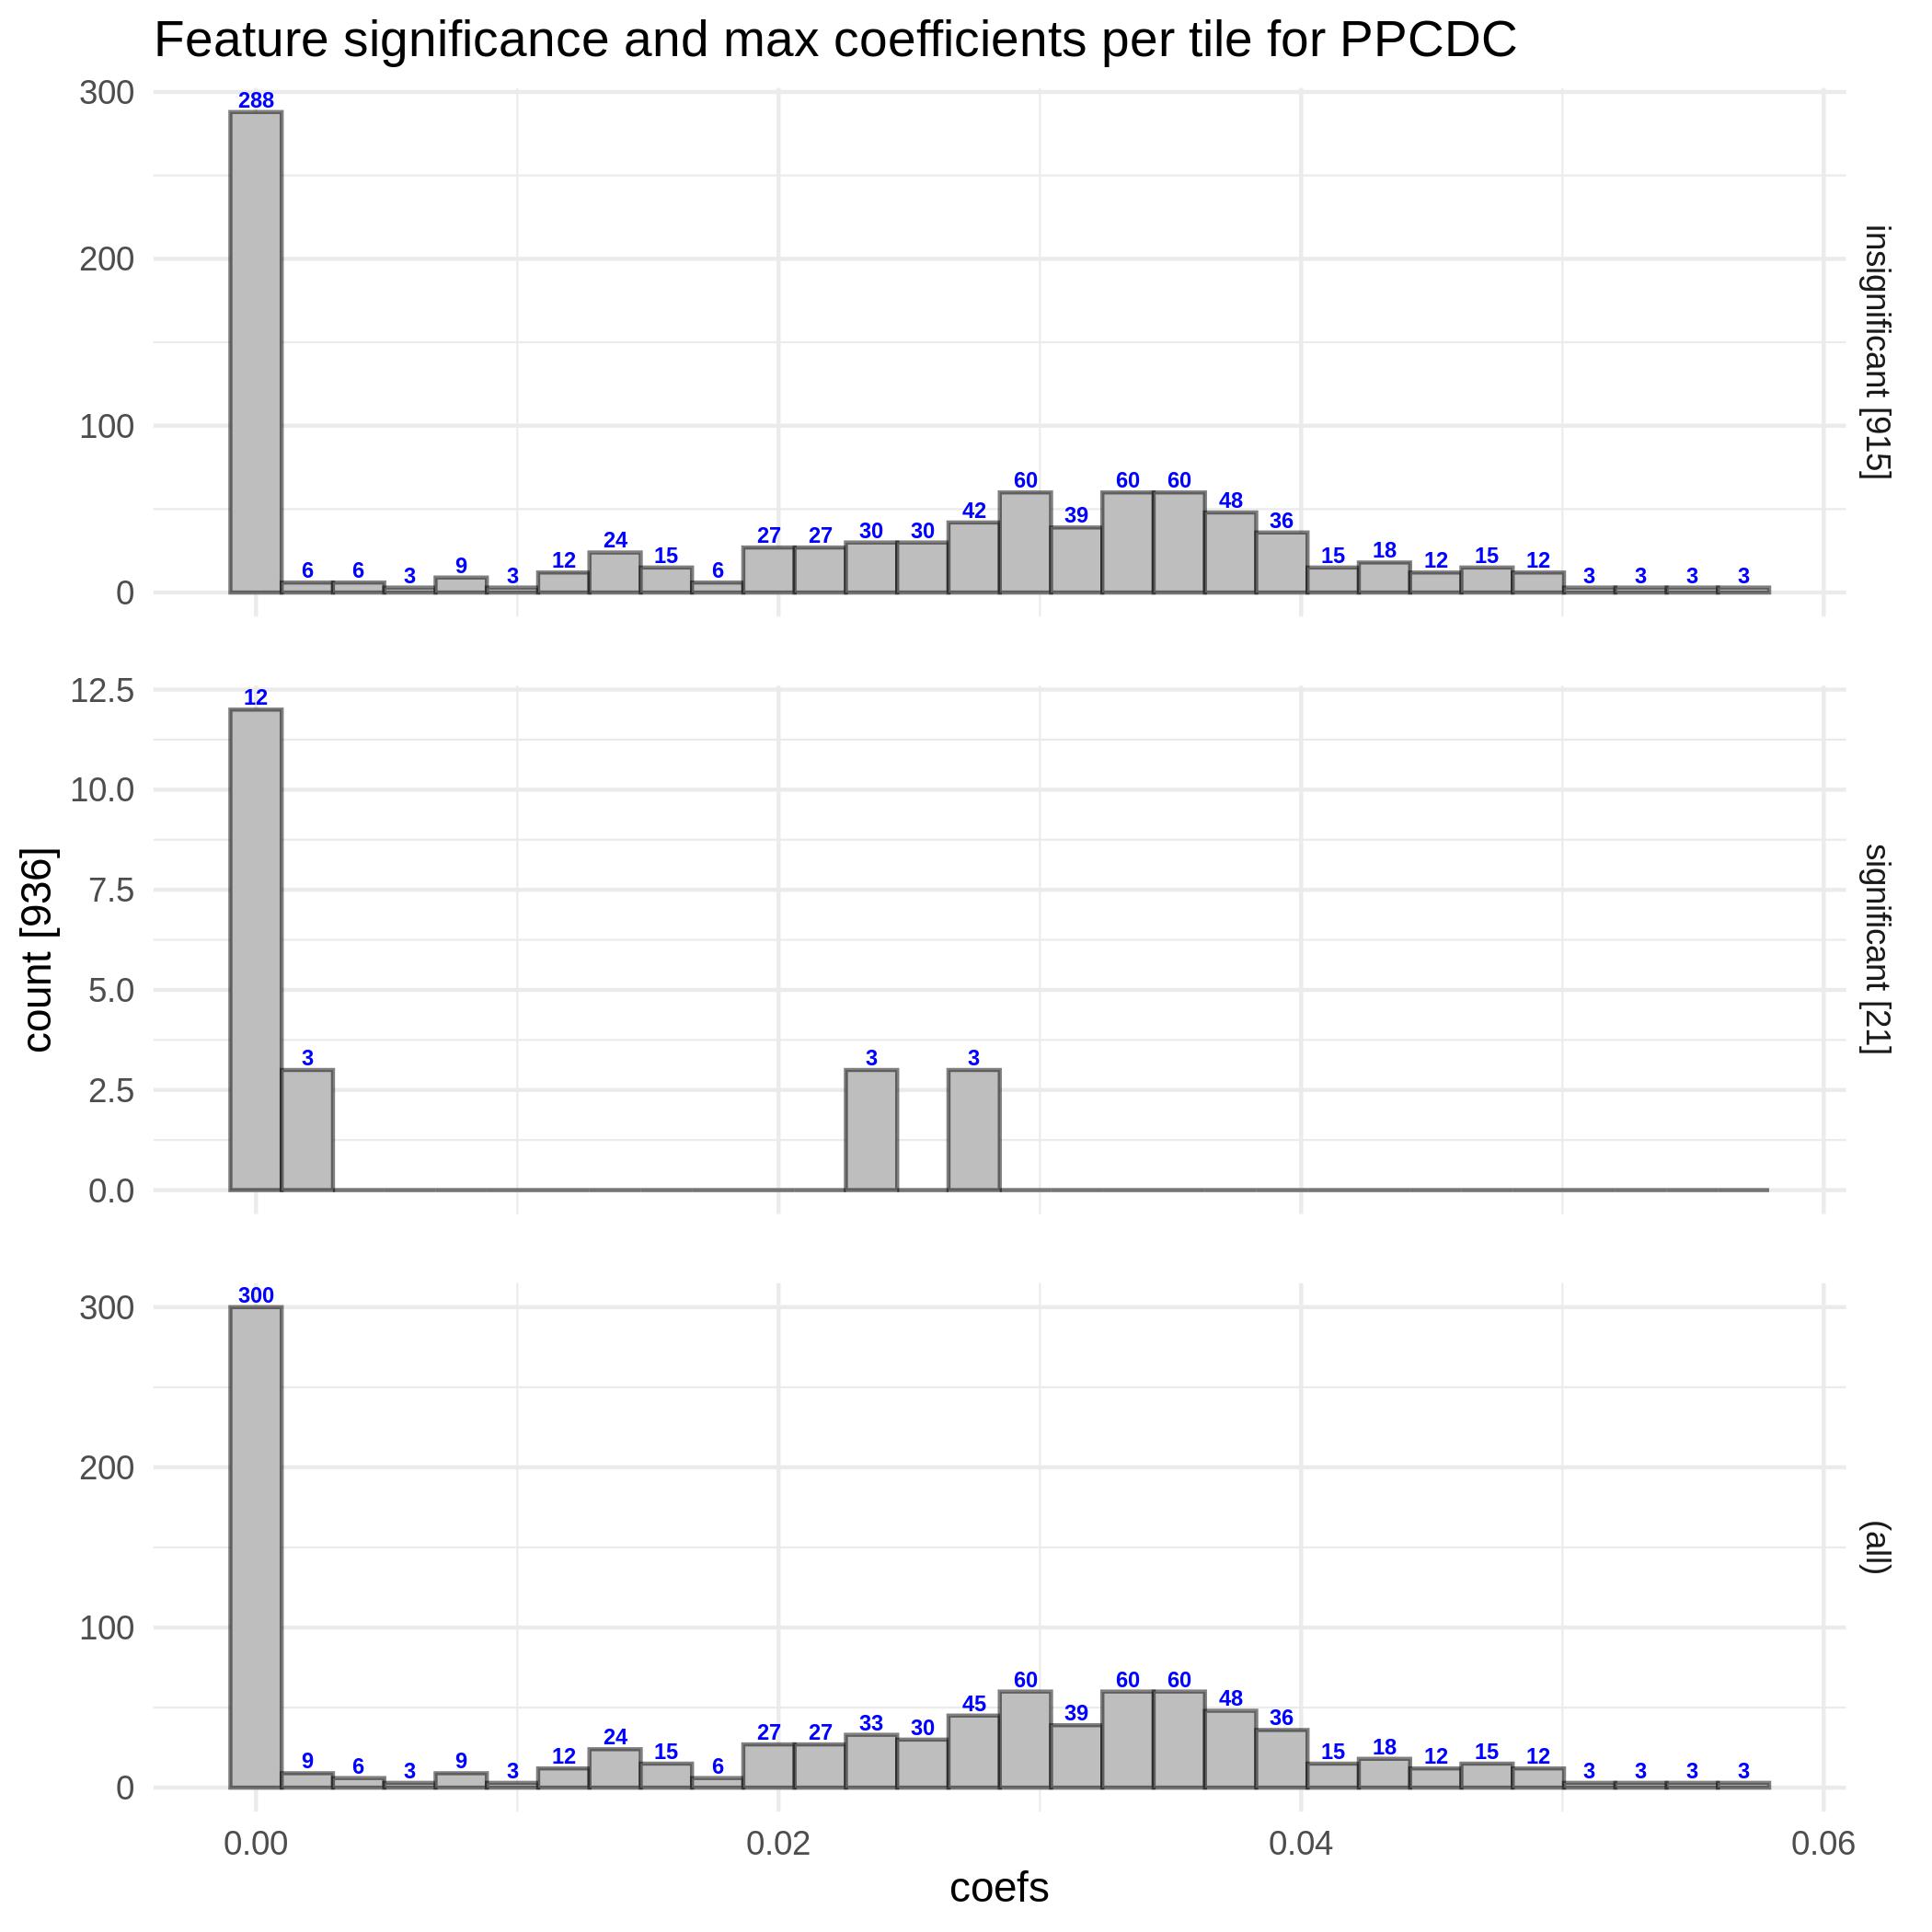 Feature significance and max coefficients per tile for PPCDC
300
288
200
100
0
6 6 3 9 3 12 24 15 6 27 27 30 30 42 60 39 60 60 48 36 15 18 12 15 12 3 3 3 3
insignificant [915]
12.5
12
10.0
7.5
5.0
2.5
0.0
3 3 3
significant [21]
count [936]
300
300
200
100
0
9 6 3 9 3 12 24 15 6 27 27 33 30 45 60 39 60 60 48 36 15 18 12 15 12 3 3 3 3
(all)
0.00 0.02 0.04 0.06
coefs